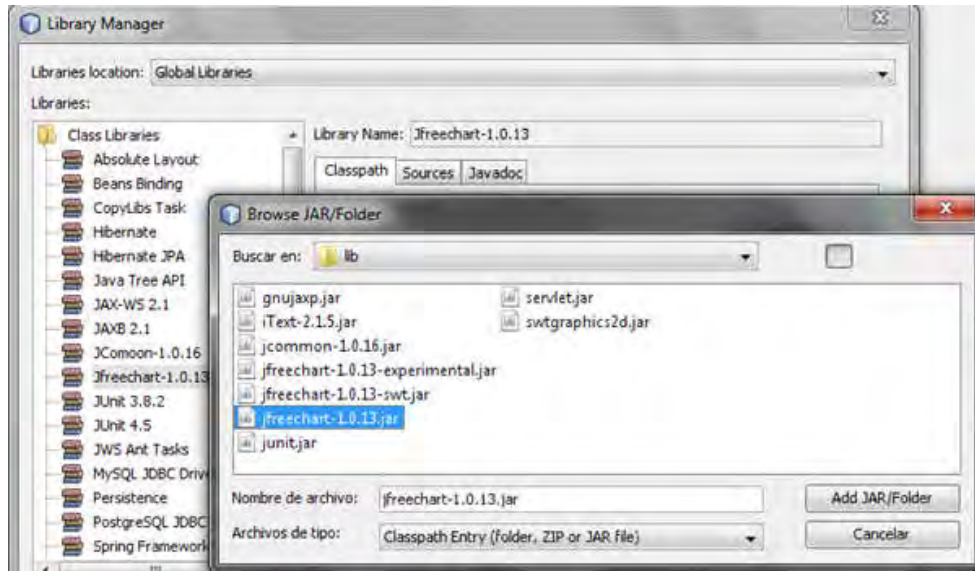 Library Manager
Libraries location: Global Libraries
Libraries:
Class Libraries
Absolute Layout
Beans Binding
CopyLibs Task
Hibernate
Hibernate JPA
Java Tree API
JAX-WS 2.1
JAXB 2.1
JComoon-1.0.16
Jfreechart-1.0.13
JUnit 3.8.2
JUnit 4.5
JWS Ant Tasks
MySQL JDBC Drive
Persistence
PostgreSQL JDBC
Spring Framework
Library Name: Jfreechart-1.0.13
Classpath Sources Javadoc
Browse JAR/Folder
Buscar en: lib
gnujaxp.jar
iText-2.1.5.jar
jcommon-1.0.16.jar
jfreechart-1.0.13-experimental.jar
jfreechart-1.0.13-swt.jar
jfreechart-1.0.13.jar
junit.jar
servlet.jar
swtgraphics2d.jar
Nombre de archivo: jfreechart-1.0.13.jar Add JAR/Folder
Archivos de tipo: Classpath Entry (folder, ZIP or JAR file) Cancelar